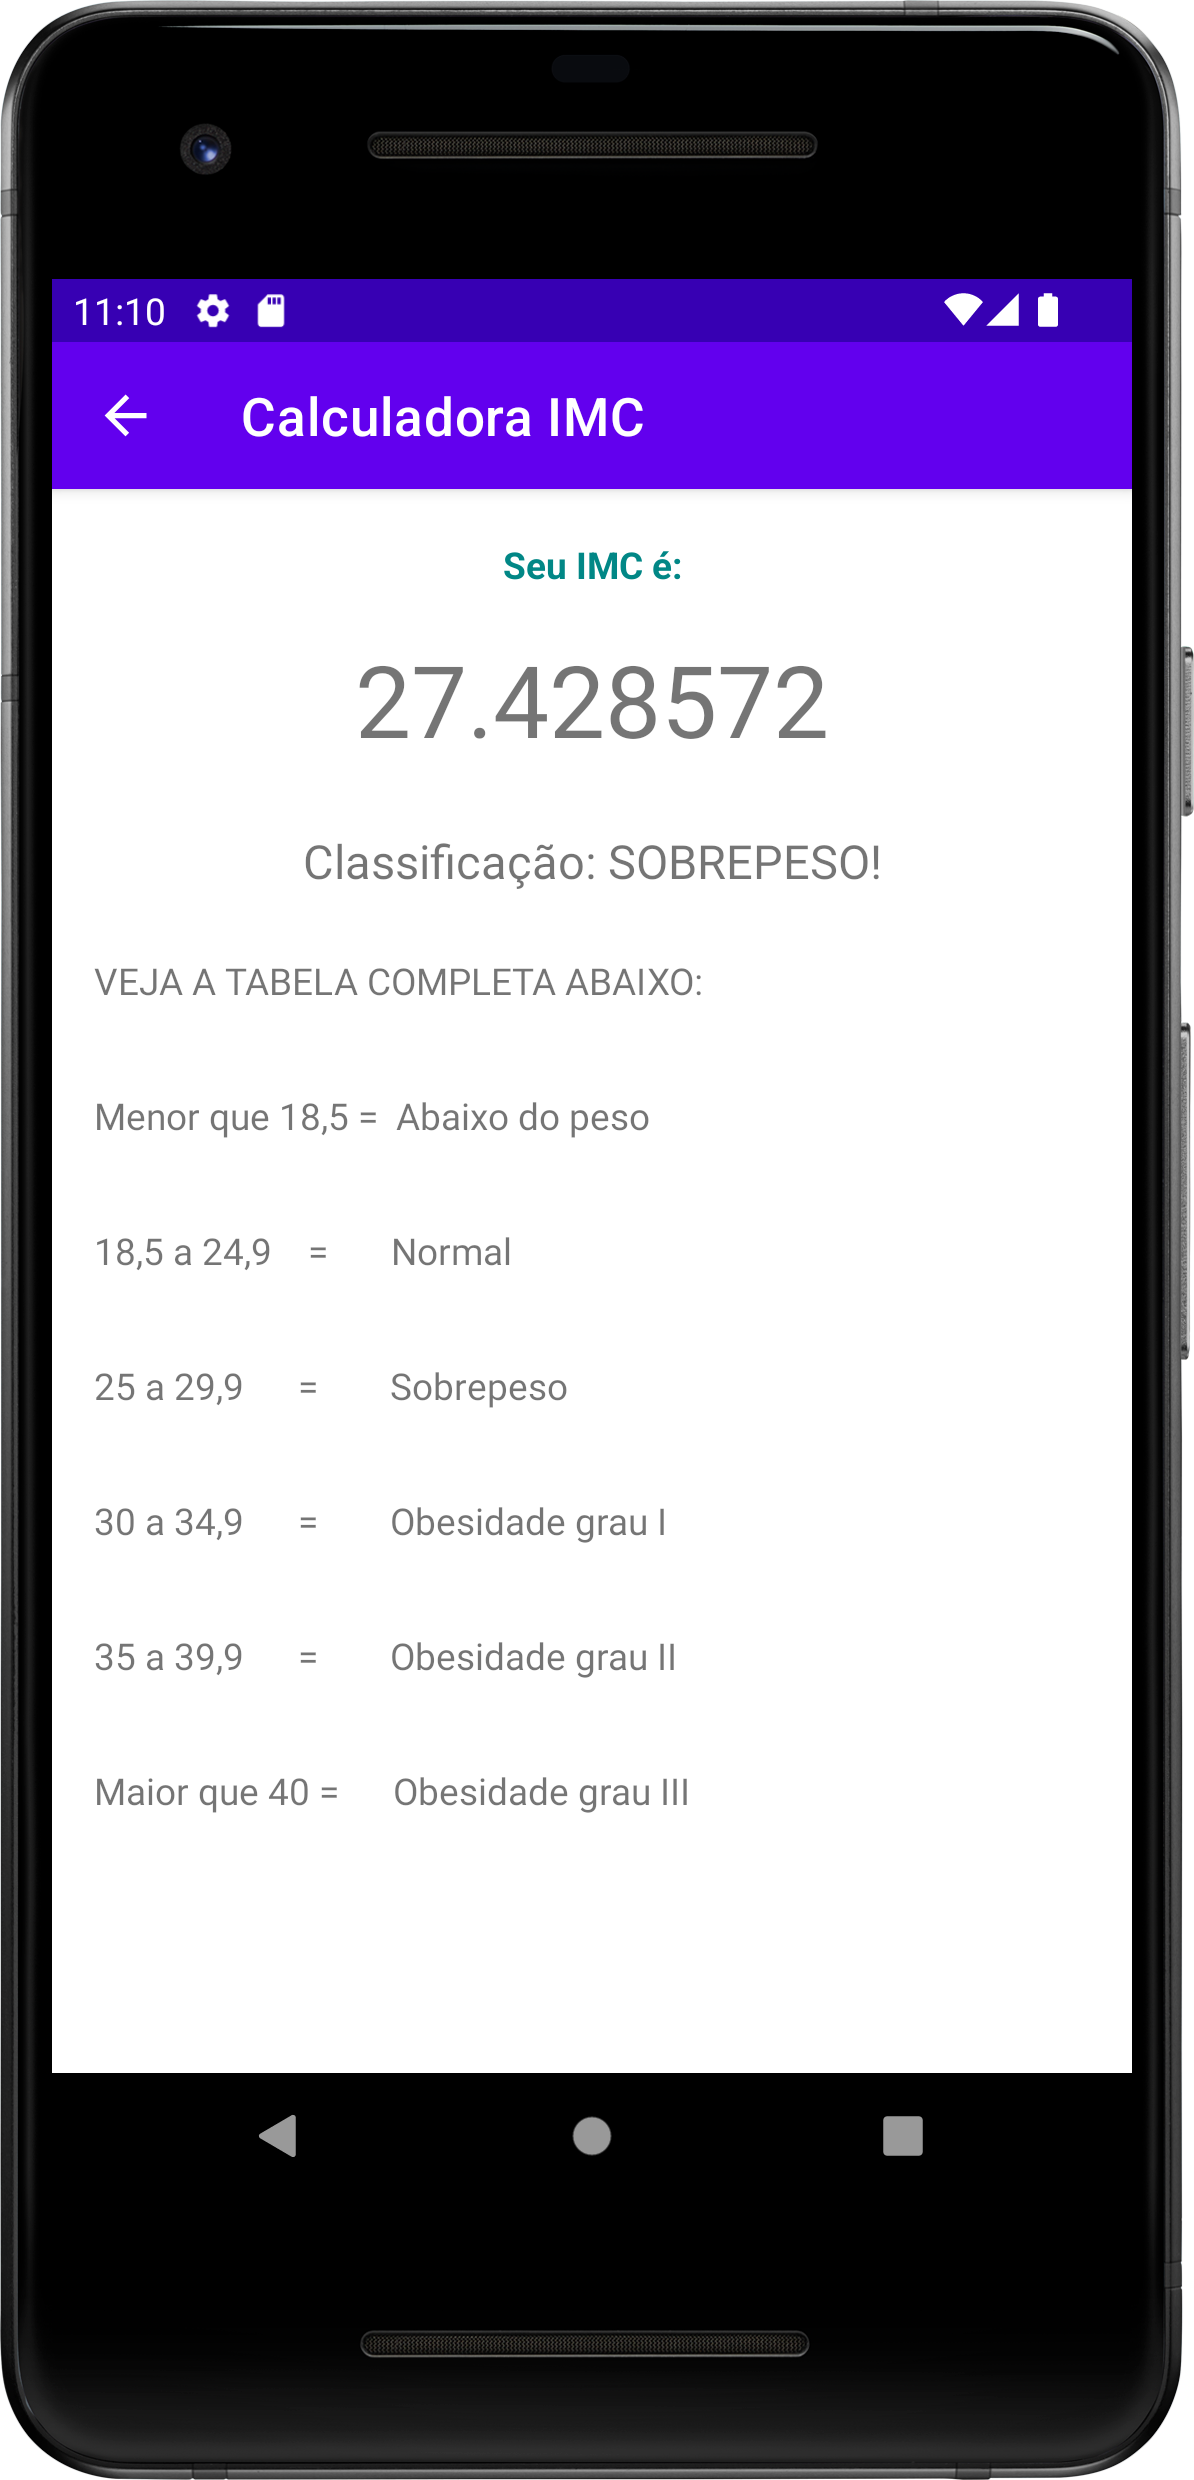 11:10
Calculadora IMC
Seu IMC é:
27.428572
Classificação: SOBREPESO!
VEJA A TABELA COMPLETA ABAIXO:
Menor que 18,5 = Abaixo do peso
18,5 a 24,9 = Normal
25 a 29,9 = Sobrepeso
30 a 34,9 = Obesidade grau I
35 a 39,9 = Obesidade grau II
Maior que 40 = Obesidade grau III